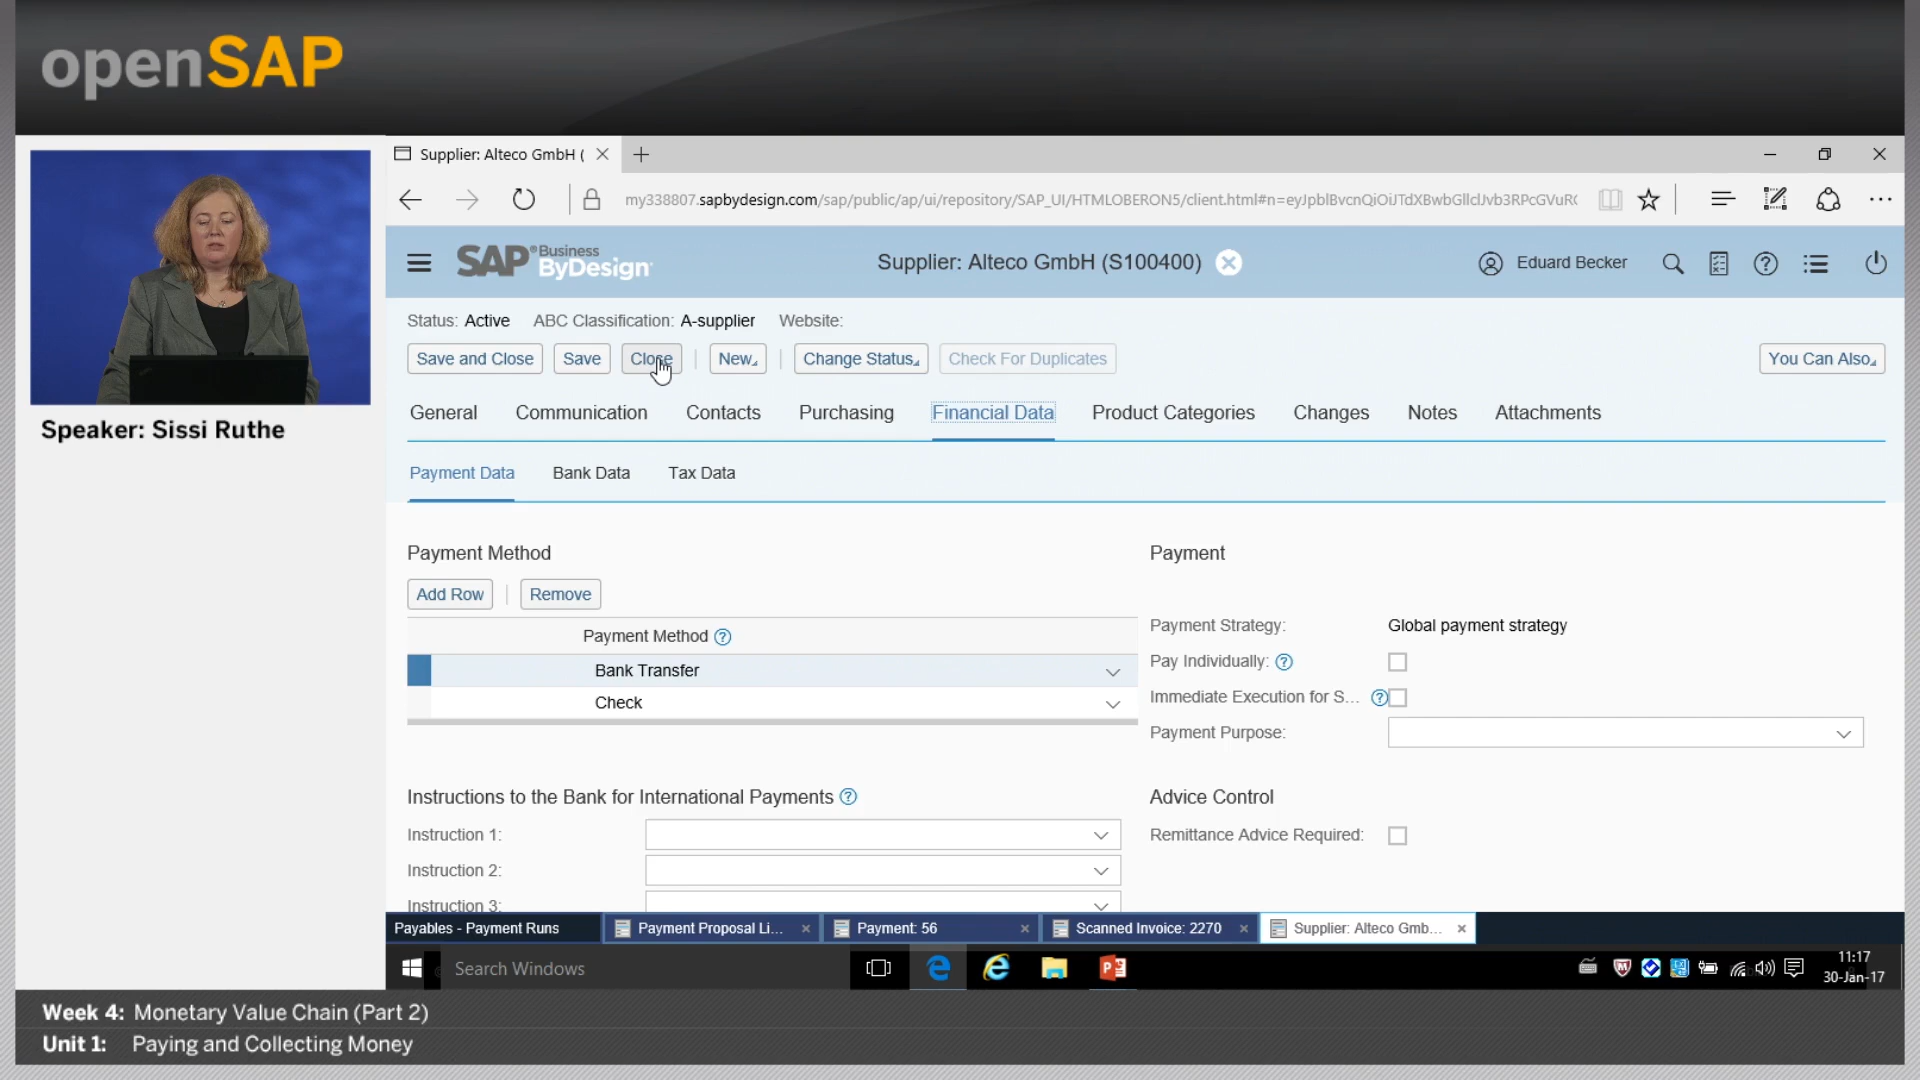 openSAP
Speaker: Sissi Ruthe
Supplier: Alteco GmbH (
my338807.sapbydesign.com/sap/public/ap/ui/repository/SAP_UI/HTMLOBERON5/client.html#n=
SAP Business ByDesign
Supplier: Alteco GmbH (S100400)
Eduard Becker
Status: Active ABC Classification: A-supplier Website:
Save and Close Save Close New Change Status Check For Duplicates You Can Also
General Communication Contacts Purchasing Financial Data Product Categories Changes Notes Attachments
Payment Data Bank Data Tax Data
Payment Method
Add Row Remove
Payment Method
Bank Transfer
Check
Payment
Payment Strategy: Global payment strategy
Pay Individually:
Immediate Execution for S...
Payment Purpose:
Instructions to the Bank for International Payments
Instruction 1:
Instruction 2:
Instruction 3:
Advice Control
Remittance Advice Required:
Payables - Payment Runs Payment Proposal Li... Payment: 56 Scanned Invoice: 2270 Supplier: Alteco Gmb...
Search Windows
11:17
30-Jan-17
Week 4: Monetary Value Chain (Part 2)
Unit 1: Paying and Collecting Money